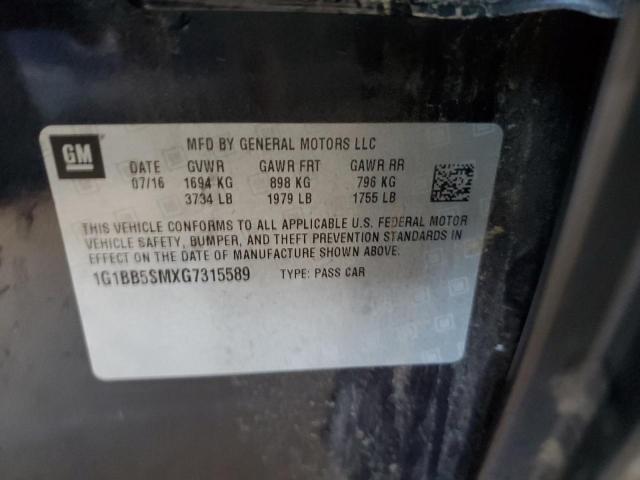 GM
MFD BY GENERAL MOTORS LLC
DATE GVWR GAWR FRT GAWR RR
07/16 1694 KG 898 KG 796 KG
3734 LB 1979 LB 1755 LB
THIS VEHICLE CONFORMS TO ALL APPLICABLE U.S. FEDERAL MOTOR
VEHICLE SAFETY, BUMPER, AND THEFT PREVENTION STANDARDS IN
EFFECT ON THE DATE OF MANUFACTURE SHOWN ABOVE.
1G1BB5SMXG7315589 TYPE: PASS CAR